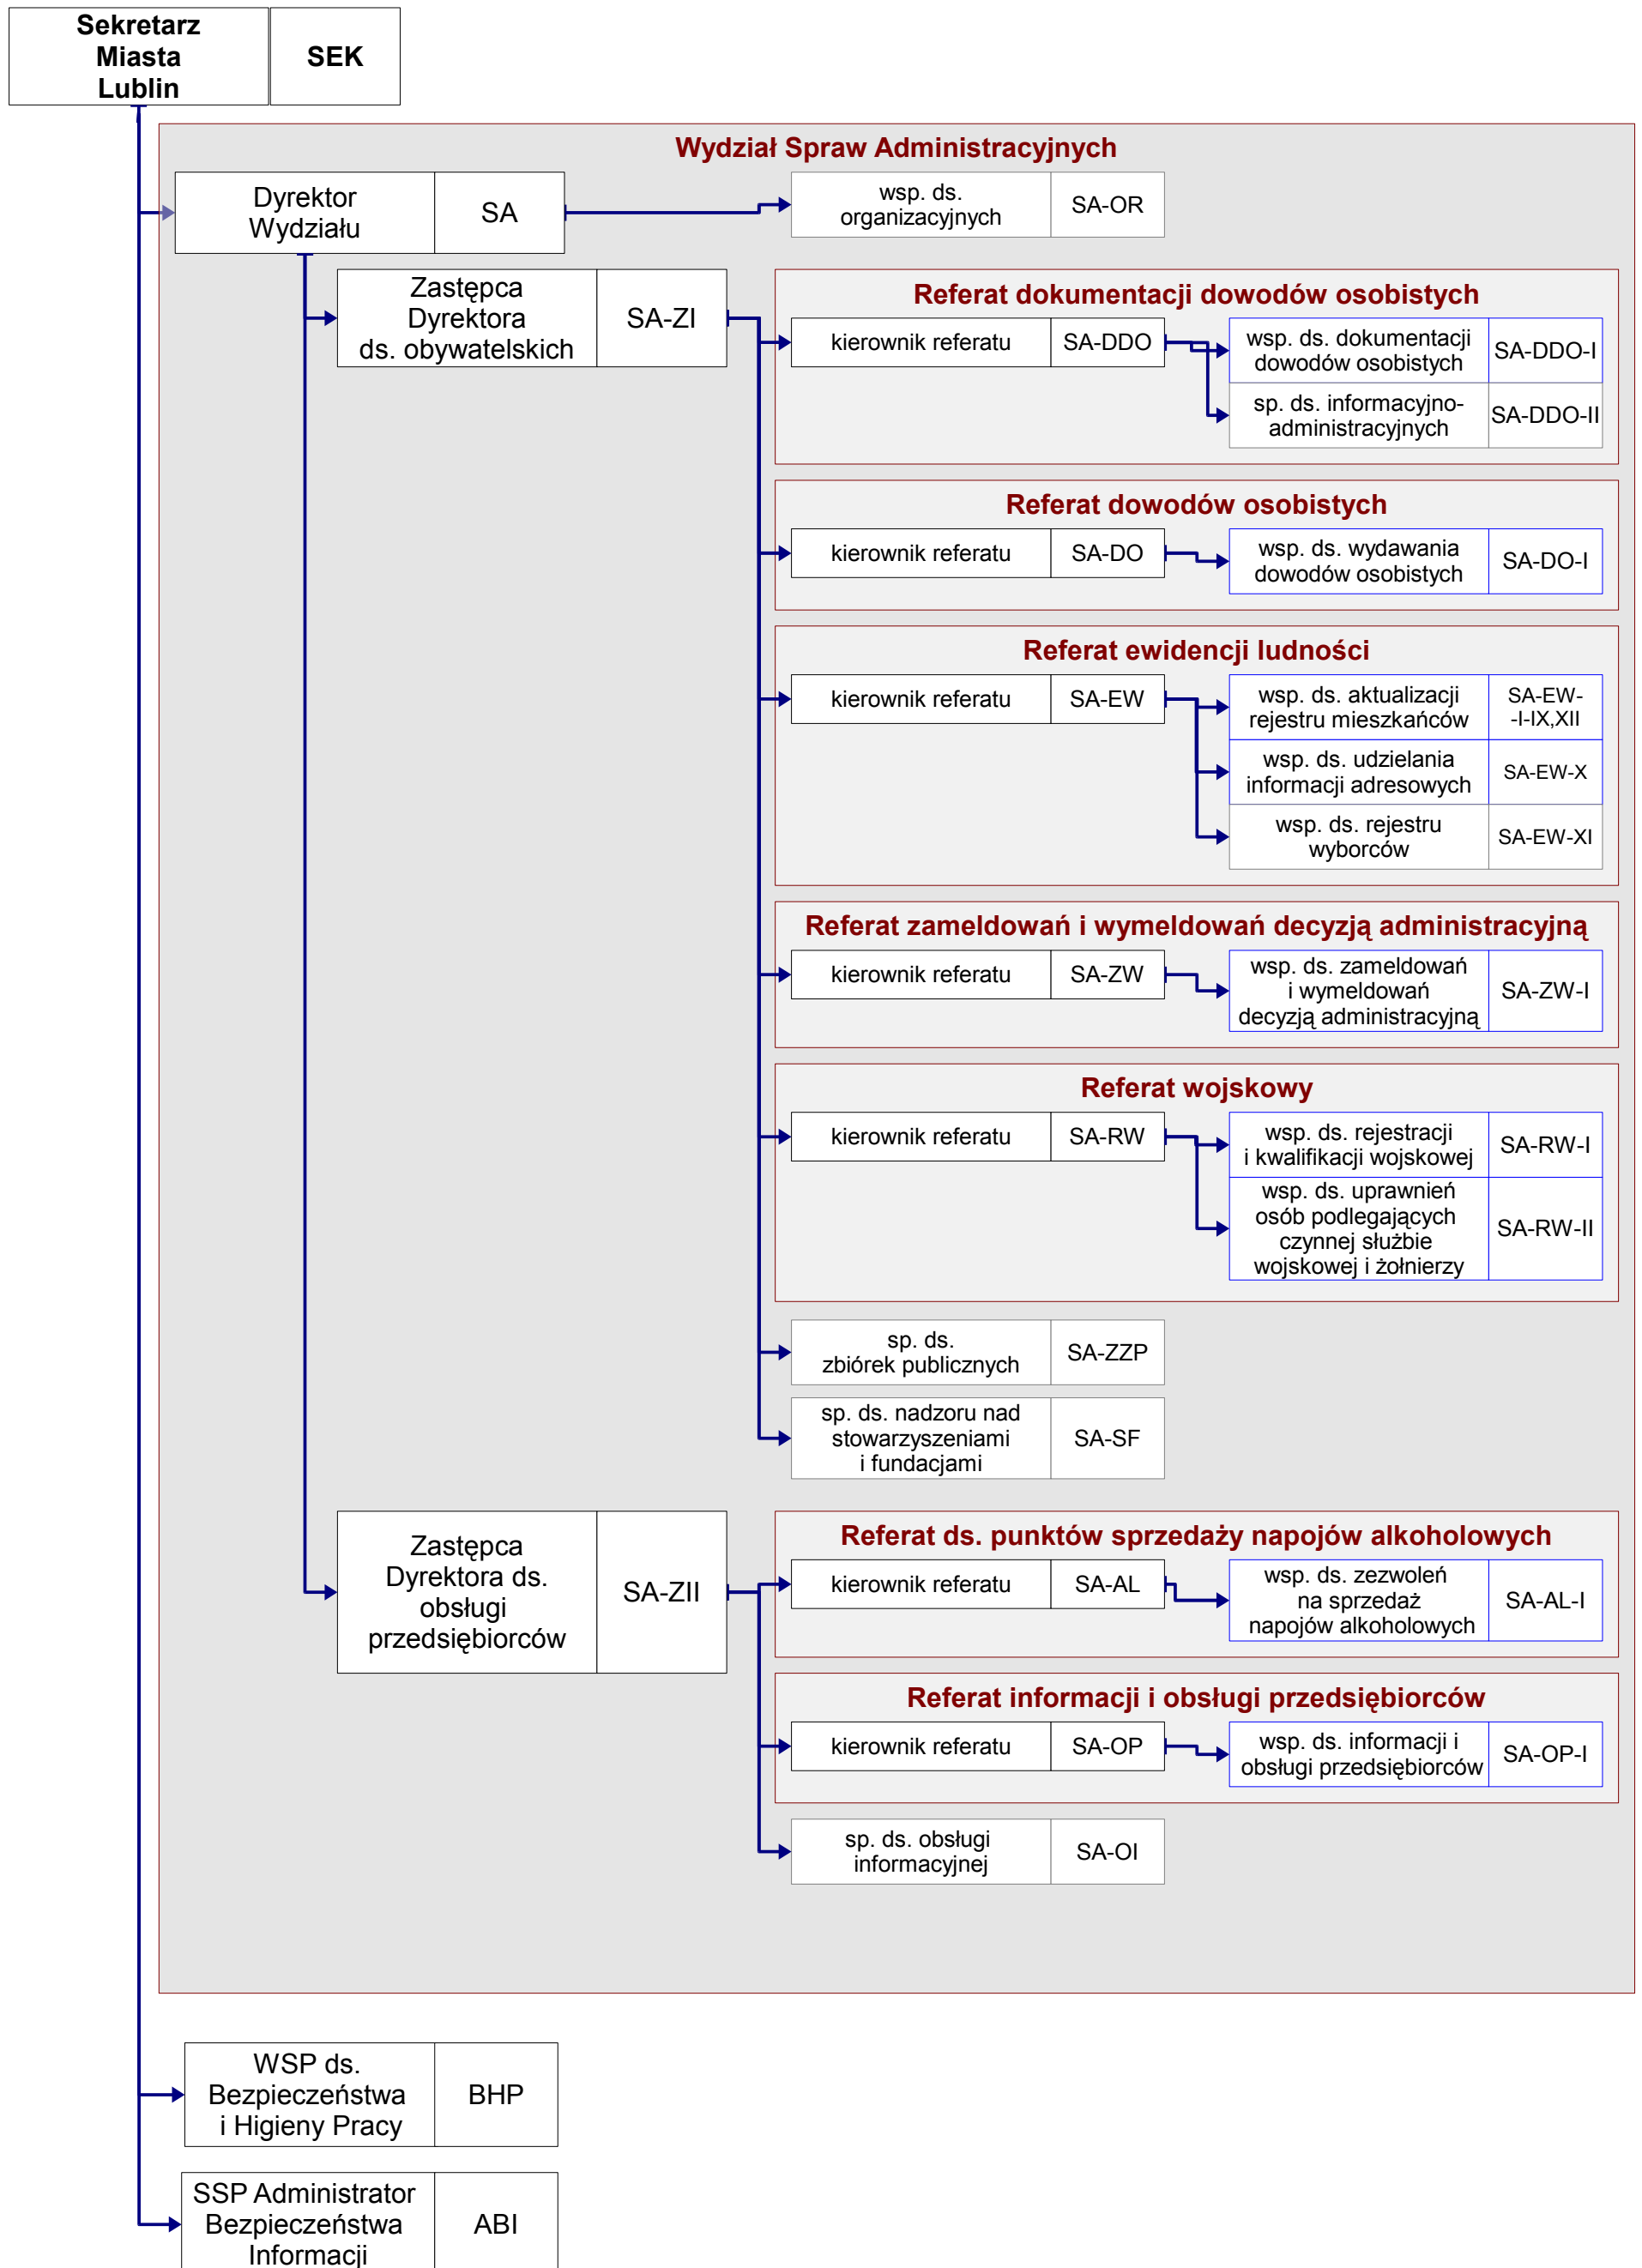 Sekretarz
Miasta
Lublin
SEK
Wydział Spraw Administracyjnych
Dyrektor
Wydziału
SA
wsp. ds.
organizacyjnych
SA-OR
Zastępca
Dyrektora
ds. obywatelskich
SA-ZI
Referat dokumentacji dowodów osobistych
kierownik referatu
SA-DDO
wsp. ds. dokumentacji
dowodów osobistych
SA-DDO-I
sp. ds. informacyjno-
administracyjnych
SA-DDO-II
Referat dowodów osobistych
kierownik referatu
SA-DO
wsp. ds. wydawania
dowodów osobistych
SA-DO-I
Referat ewidencji ludności
kierownik referatu
SA-EW
wsp. ds. aktualizacji
rejestru mieszkańców
SA-EW-
-I-IX,XII
wsp. ds. udzielania
informacji adresowych
SA-EW-X
wsp. ds. rejestru
wyborców
SA-EW-XI
Referat zameldowań i wymeldowań decyzją administracyjną
kierownik referatu
SA-ZW
wsp. ds. zameldowań
i wymeldowań
decyzją administracyjną
SA-ZW-I
Referat wojskowy
kierownik referatu
SA-RW
wsp. ds. rejestracji
i kwalifikacji wojskowej
SA-RW-I
wsp. ds. uprawnień
osób podlegających
czynnej służbie
wojskowej i żołnierzy
SA-RW-II
sp. ds.
zbiórek publicznych
SA-ZZP
sp. ds. nadzoru nad
stowarzyszeniami
i fundacjami
SA-SF
Zastępca
Dyrektora ds.
obsługi
przedsiębiorców
SA-ZII
Referat ds. punktów sprzedaży napojów alkoholowych
kierownik referatu
SA-AL
wsp. ds. zezwoleń
na sprzedaż
napojów alkoholowych
SA-AL-I
Referat informacji i obsługi przedsiębiorców
kierownik referatu
SA-OP
wsp. ds. informacji i
obsługi przedsiębiorców
SA-OP-I
sp. ds. obsługi
informacyjnej
SA-OI
WSP ds.
Bezpieczeństwa
i Higieny Pracy
BHP
SSP Administrator
Bezpieczeństwa
Informacji
ABI